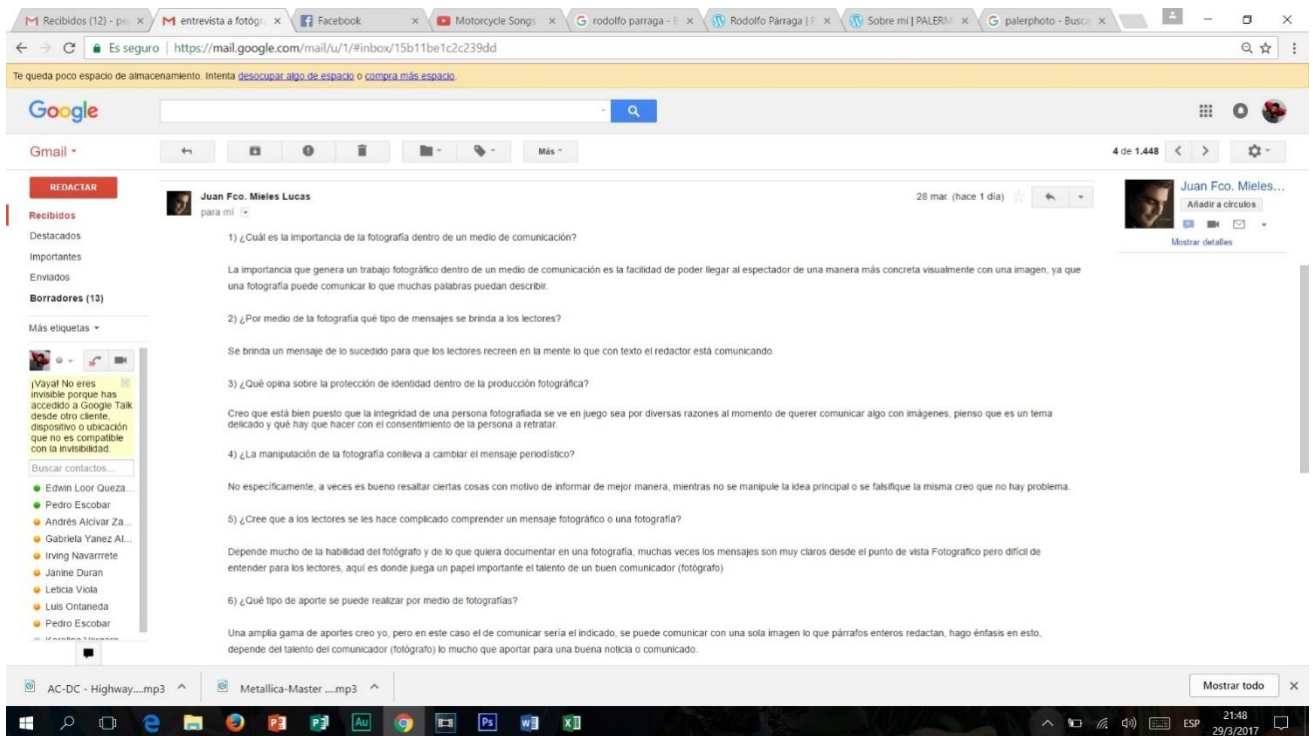 Recibidos (12) - pe
entrevista a fotógr
Facebook
Motorcycle Songs
rodolfo parraga - B
Rodolfo Párraga | F
Sobre mí | PALERM
palerphoto - Busca
Es seguro | https://mail.google.com/mail/u/1/#inbox/15b11be1c2c239dd
Te queda poco espacio de almacenamiento. Intenta desocupar algo de espacio o compra más espacio.
Google
Gmail
Más
4 de 1.448
REDACTAR
Recibidos
Destacados
Importantes
Enviados
Borradores (13)
Más etiquetas
¡Vaya! No eres
invisible porque has
accedido a Google Talk
desde otro cliente,
dispositivo o ubicación
que no es compatible
con la invisibilidad.
Buscar contactos...
Edwin Loor Queza...
Pedro Escobar
Andrés Alcívar Za...
Gabriela Yanez Al...
Irving Navarrrete
Janine Duran
Leticia Viola
Luis Ontaneda
Pedro Escobar
Juan Fco. Mieles Lucas
28 mar. (hace 1 día)
para mí
1) ¿Cuál es la importancia de la fotografía dentro de un medio de comunicación?
La importancia que genera un trabajo fotográfico dentro de un medio de comunicación es la facilidad de poder llegar al espectador de una manera más concreta visualmente con una imagen, ya que
una fotografía puede comunicar lo que muchas palabras puedan describir.
2) ¿Por medio de la fotografía qué tipo de mensajes se brinda a los lectores?
Se brinda un mensaje de lo sucedido para que los lectores recreen en la mente lo que con texto el redactor está comunicando.
3) ¿Qué opina sobre la protección de identidad dentro de la producción fotográfica?
Creo que está bien puesto que la integridad de una persona fotografiada se ve en juego sea por diversas razones al momento de querer comunicar algo con imágenes, pienso que es un tema
delicado y qué hay que hacer con el consentimiento de la persona a retratar.
4) ¿La manipulación de la fotografía conlleva a cambiar el mensaje periodístico?
No específicamente, a veces es bueno resaltar ciertas cosas con motivo de informar de mejor manera, mientras no se manipule la idea principal o se falsifique la misma creo que no hay problema.
5) ¿Cree que a los lectores se les hace complicado comprender un mensaje fotográfico o una fotografía?
Depende mucho de la habilidad del fotógrafo y de lo que quiera documentar en una fotografía, muchas veces los mensajes son muy claros desde el punto de vista Fotografico pero difícil de
entender para los lectores, aquí es donde juega un papel importante el talento de un buen comunicador (fotógrafo)
6) ¿Qué tipo de aporte se puede realizar por medio de fotografías?
Una amplia gama de aportes creo yo, pero en este caso el de comunicar sería el indicado, se puede comunicar con una sola imagen lo que párrafos enteros redactan, hago énfasis en esto,
depende del talento del comunicador (fotógrafo) lo mucho que aportar para una buena noticia o comunicado.
Juan Fco. Mieles...
Añadir a círculos
Mostrar detalles
AC-DC - Highway....mp3
Metallica-Master ....mp3
Mostrar todo
Au
Ps
ESP
21:48
29/3/2017